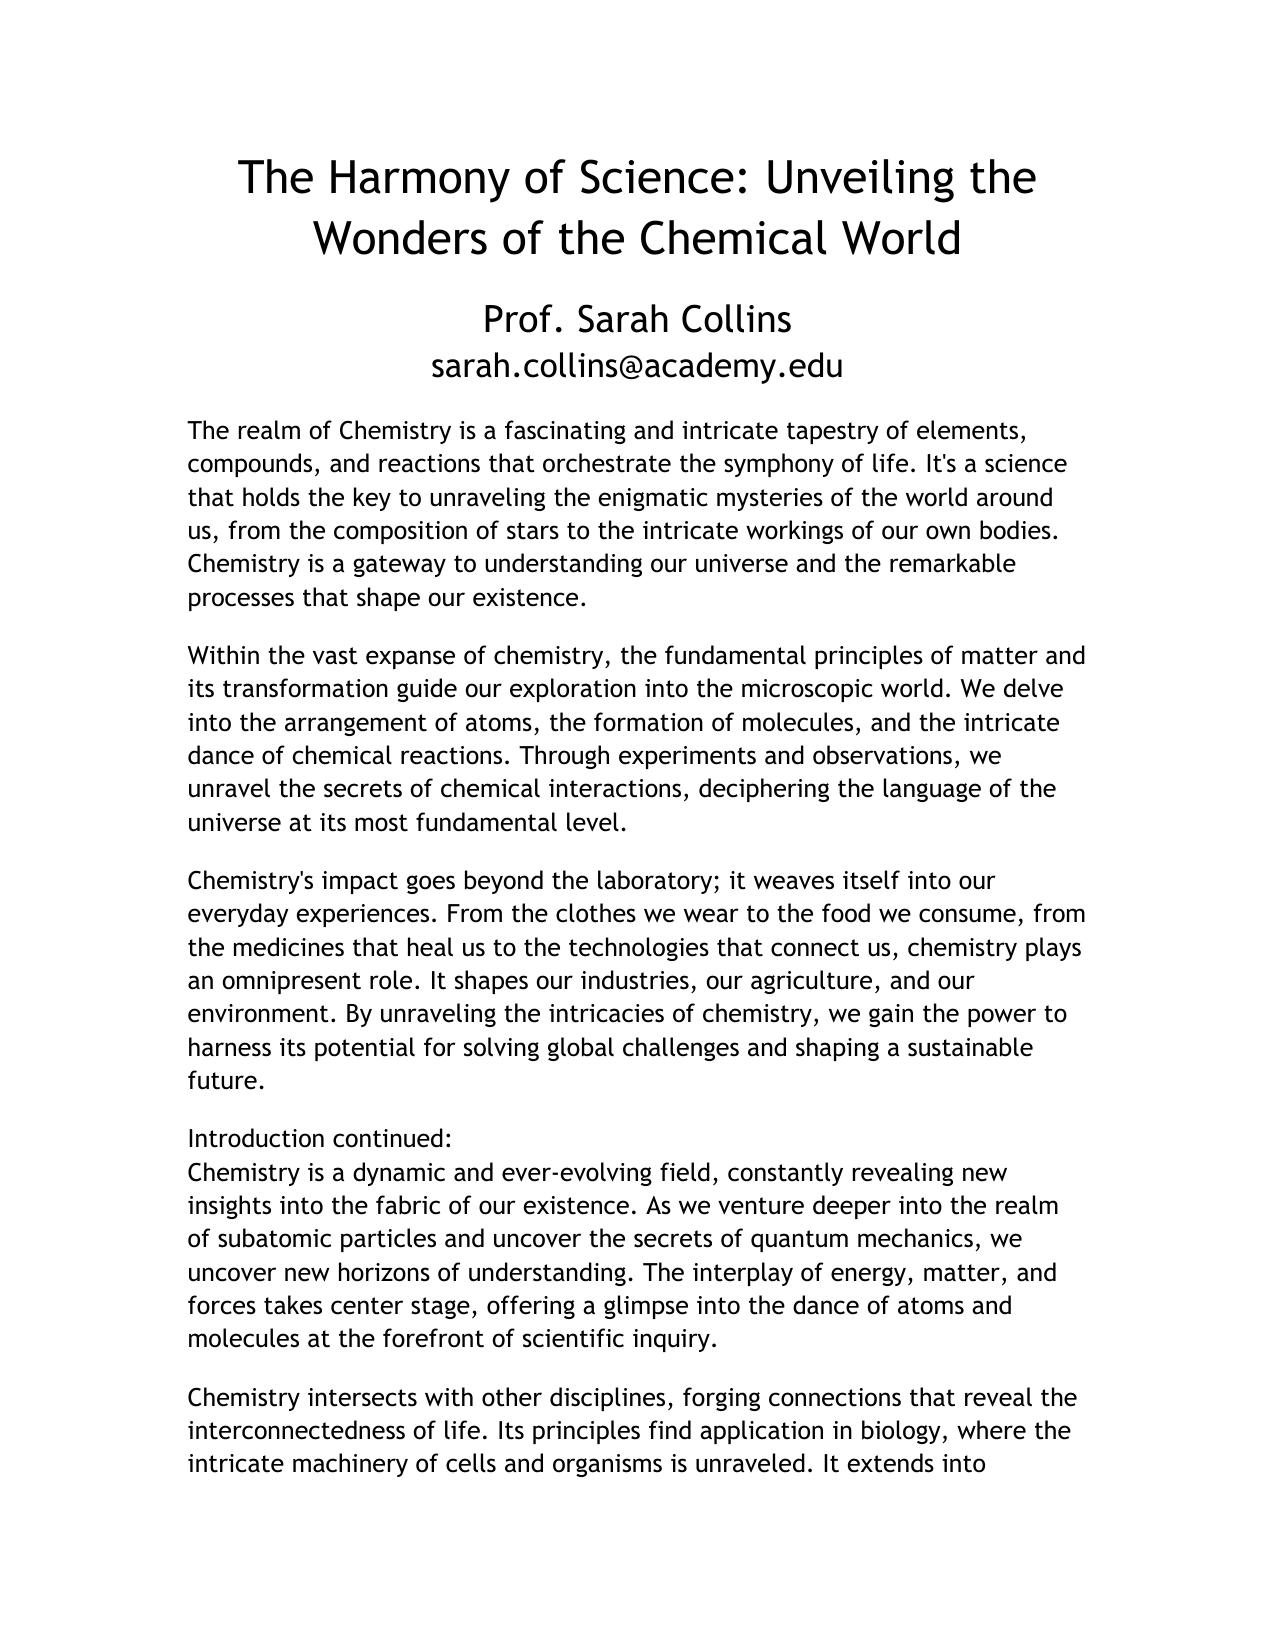 The Harmony of Science: Unveiling the
Wonders of the Chemical World
Prof. Sarah Collins
sarah.collins@academy.edu
The realm of Chemistry is a fascinating and intricate tapestry of elements,
compounds, and reactions that orchestrate the symphony of life. It's a science
that holds the key to unraveling the enigmatic mysteries of the world around
us, from the composition of stars to the intricate workings of our own bodies.
Chemistry is a gateway to understanding our universe and the remarkable
processes that shape our existence.
Within the vast expanse of chemistry, the fundamental principles of matter and
its transformation guide our exploration into the microscopic world. We delve
into the arrangement of atoms, the formation of molecules, and the intricate
dance of chemical reactions. Through experiments and observations, we
unravel the secrets of chemical interactions, deciphering the language of the
universe at its most fundamental level.
Chemistry's impact goes beyond the laboratory; it weaves itself into our
everyday experiences. From the clothes we wear to the food we consume, from
the medicines that heal us to the technologies that connect us, chemistry plays
an omnipresent role. It shapes our industries, our agriculture, and our
environment. By unraveling the intricacies of chemistry, we gain the power to
harness its potential for solving global challenges and shaping a sustainable
future.
Introduction continued:
Chemistry is a dynamic and ever-evolving field, constantly revealing new
insights into the fabric of our existence. As we venture deeper into the realm
of subatomic particles and uncover the secrets of quantum mechanics, we
uncover new horizons of understanding. The interplay of energy, matter, and
forces takes center stage, offering a glimpse into the dance of atoms and
molecules at the forefront of scientific inquiry.
Chemistry intersects with other disciplines, forging connections that reveal the
interconnectedness of life. Its principles find application in biology, where the
intricate machinery of cells and organisms is unraveled. It extends into